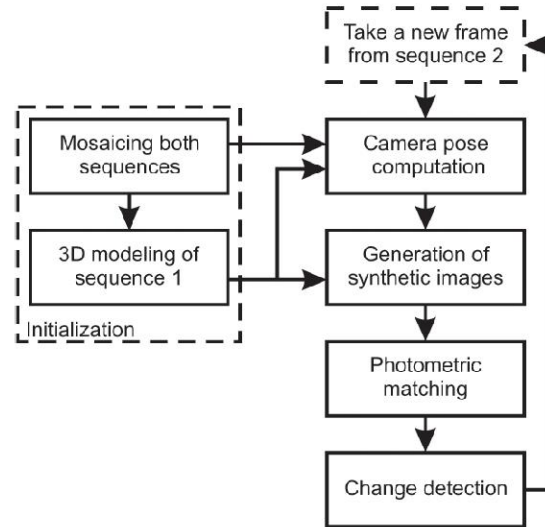 Take a new frame
from sequence 2
Mosaicing both
sequences
Camera pose
computation
3D modeling of
sequence 1
Generation of
synthetic images
Initialization
Photometric
matching
Change detection